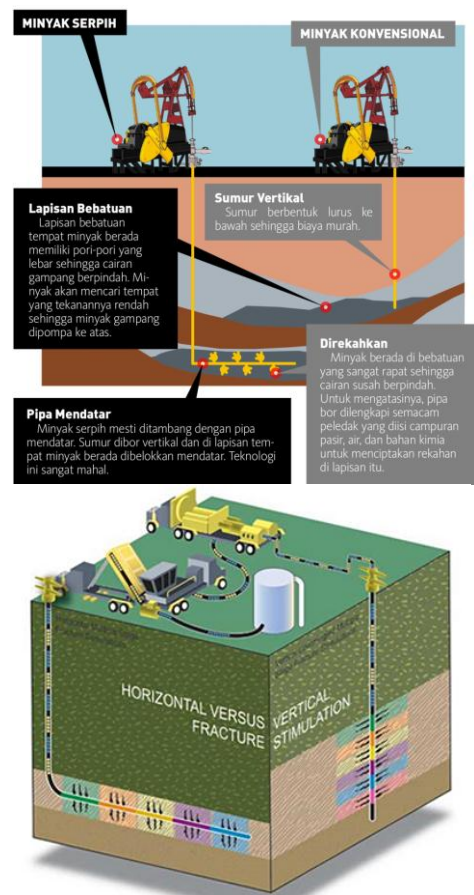 MINYAK SERPIH
MINYAK KONVENSIONAL
Lapisan Bebatuan
Lapisan bebatuan
tempat minyak berada
memiliki pori-pori yang
lebar sehingga cairan
gampang berpindah. Mi-
nyak akan mencari tempat
yang tekanannya rendah
sehingga minyak gampang
dipompa ke atas.
Sumur Vertikal
Sumur berbentuk lurus ke
bawah sehingga biaya murah.
Pipa Mendatar
Minyak serpih mesti ditambang dengan pipa
mendatar. Sumur dibor vertikal dan di lapisan tem-
pat minyak berada dibelokkan mendatar. Teknologi
ini sangat mahal.
Direkahkan
Minyak berada di bebatuan
yang sangat rapat sehingga
cairan susah berpindah.
Untuk mengatasinya, pipa
bor dilengkapi semacam
peledak yang diisi campuran
pasir, air, dan bahan kimia
untuk menciptakan rekahan
di lapisan itu.
HORIZONTAL VERSUS VERTICAL
FRACTURE STIMULATION